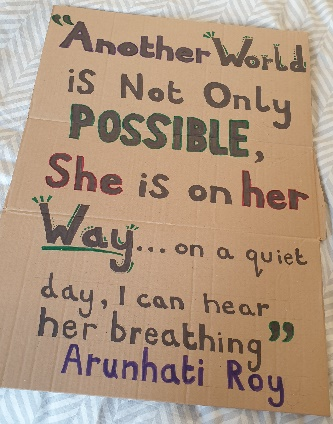 “Another World
iS Not Only
POSSIBLE,
She is on her
Way... on a quiet
day, I can hear
her breathing”
Arunhati Roy